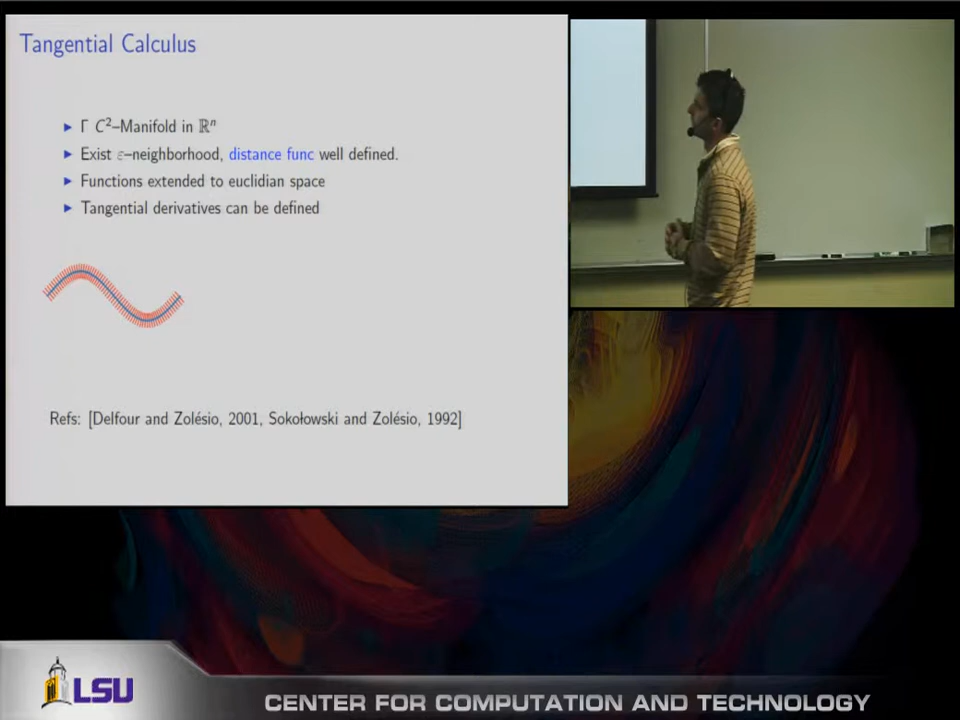 Tangential Calculus
Γ C²–Manifold in ℝⁿ
Exist ε–neighborhood, distance func well defined.
Functions extended to euclidian space
Tangential derivatives can be defined
Refs: [Delfour and Zolésio, 2001, Sokołowski and Zolésio, 1992]
LSU
CENTER FOR COMPUTATION AND TECHNOLOGY